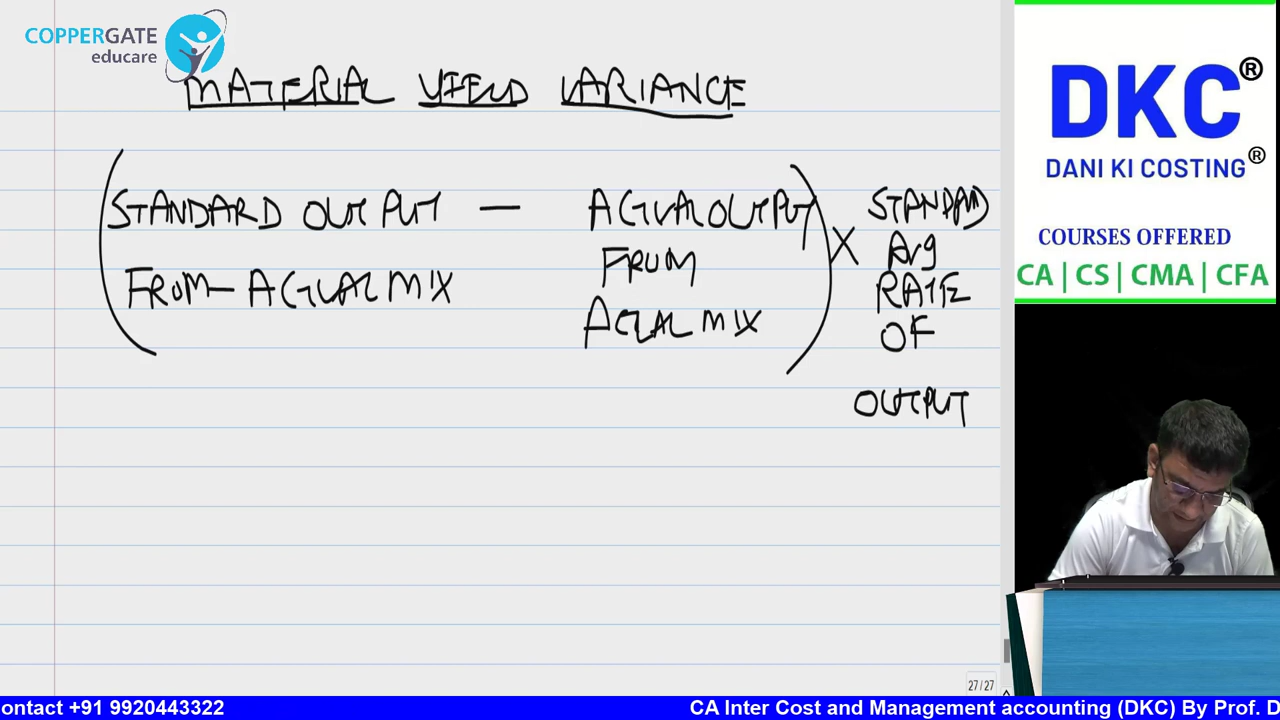 COPPERGATE
educare
MATERIAL YIELD VARIANCE
(STANDARD OUTPUT — ACTUAL OUTPUT) X STANDARD
FROM ACTUAL MIX FROM Avg
ACTUAL MIX RATE
OF
OUTPUT
27/27
DKC®
DANI KI COSTING®
COURSES OFFERED
CA | CS | CMA | CFA
ontact +91 9920443322 CA Inter Cost and Management accounting (DKC) By Prof. D